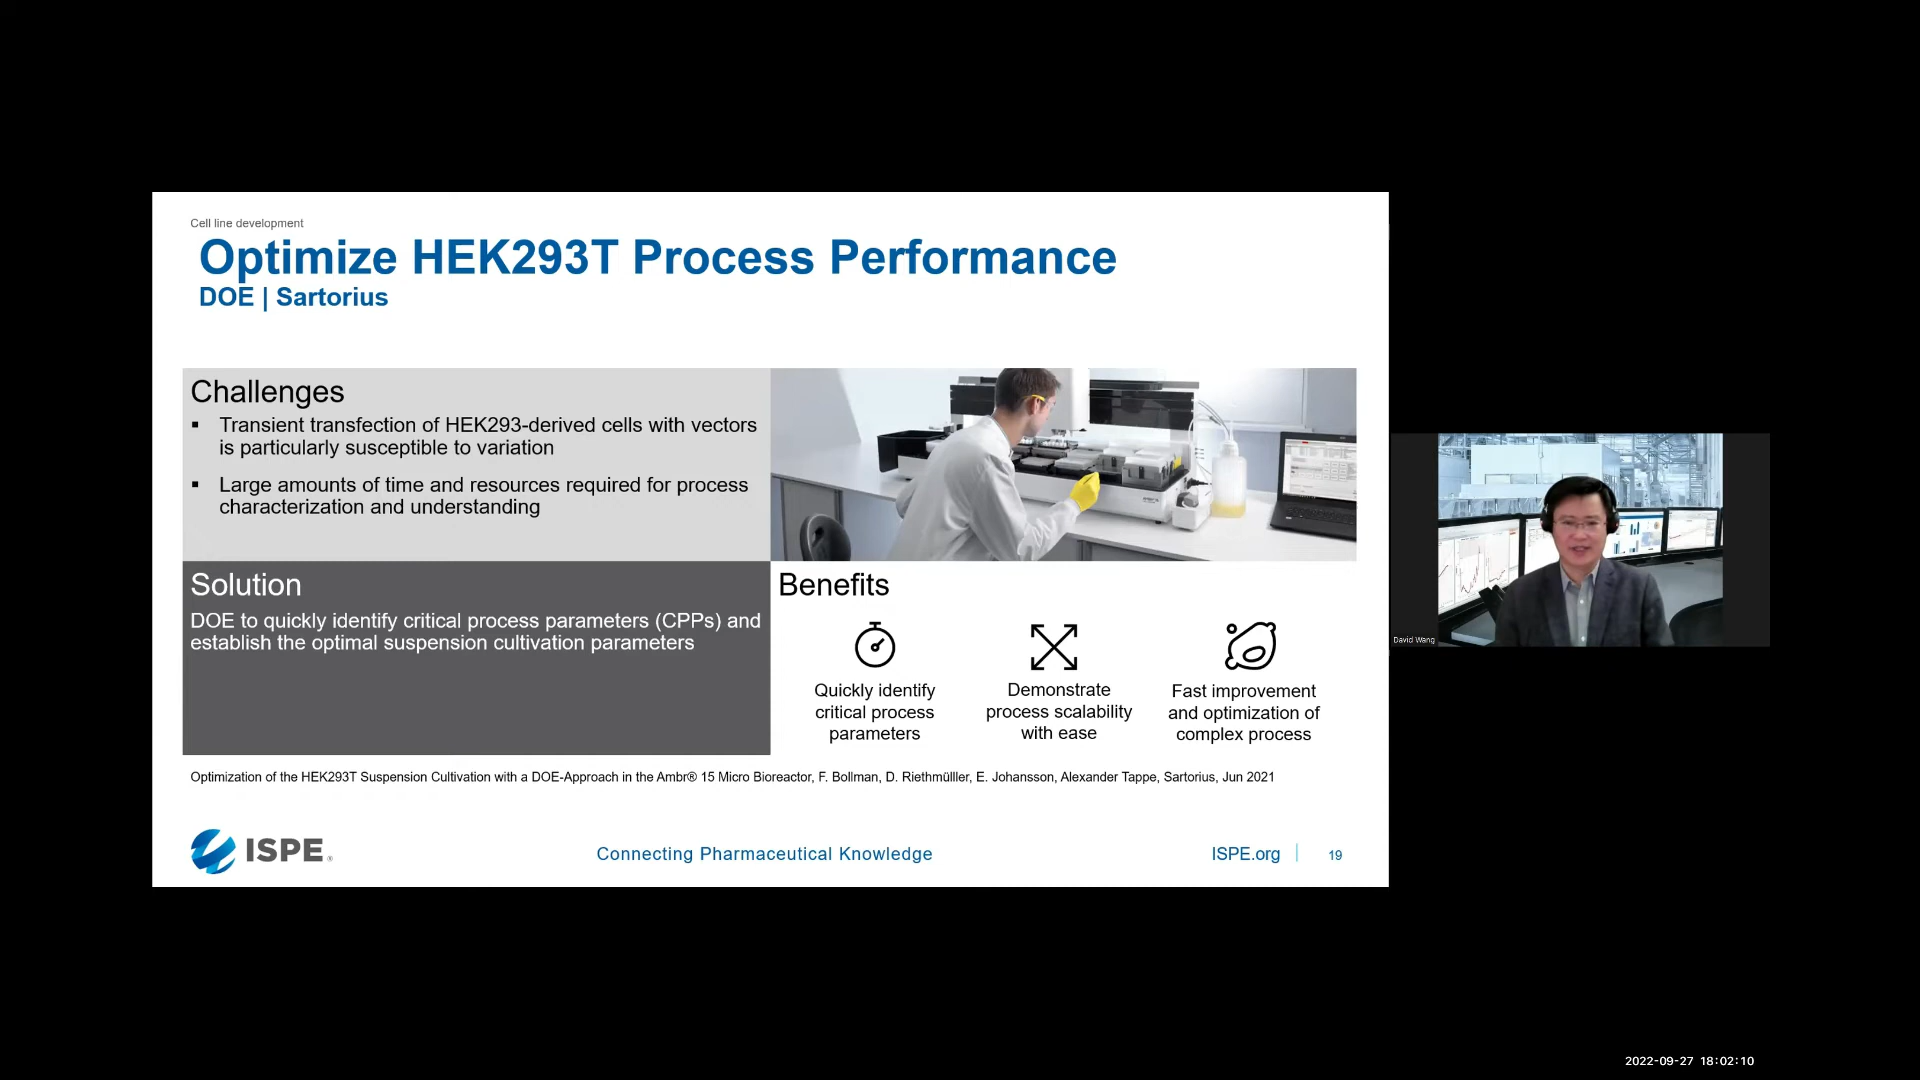 Cell line development
Optimize HEK293T Process Performance
DOE | Sartorius
Challenges
▪ Transient transfection of HEK293-derived cells with vectors
is particularly susceptible to variation
▪ Large amounts of time and resources required for process
characterization and understanding
Solution
DOE to quickly identify critical process parameters (CPPs) and
establish the optimal suspension cultivation parameters
Benefits
Quickly identify
critical process
parameters
Demonstrate
process scalability
with ease
Fast improvement
and optimization of
complex process
Optimization of the HEK293T Suspension Cultivation with a DOE-Approach in the Ambr® 15 Micro Bioreactor, F. Bollman, D. Riethmülller, E. Johansson, Alexander Tappe, Sartorius, Jun 2021
ISPE®
Connecting Pharmaceutical Knowledge
ISPE.org | 19
David Wang
2022-09-27 18:02:10